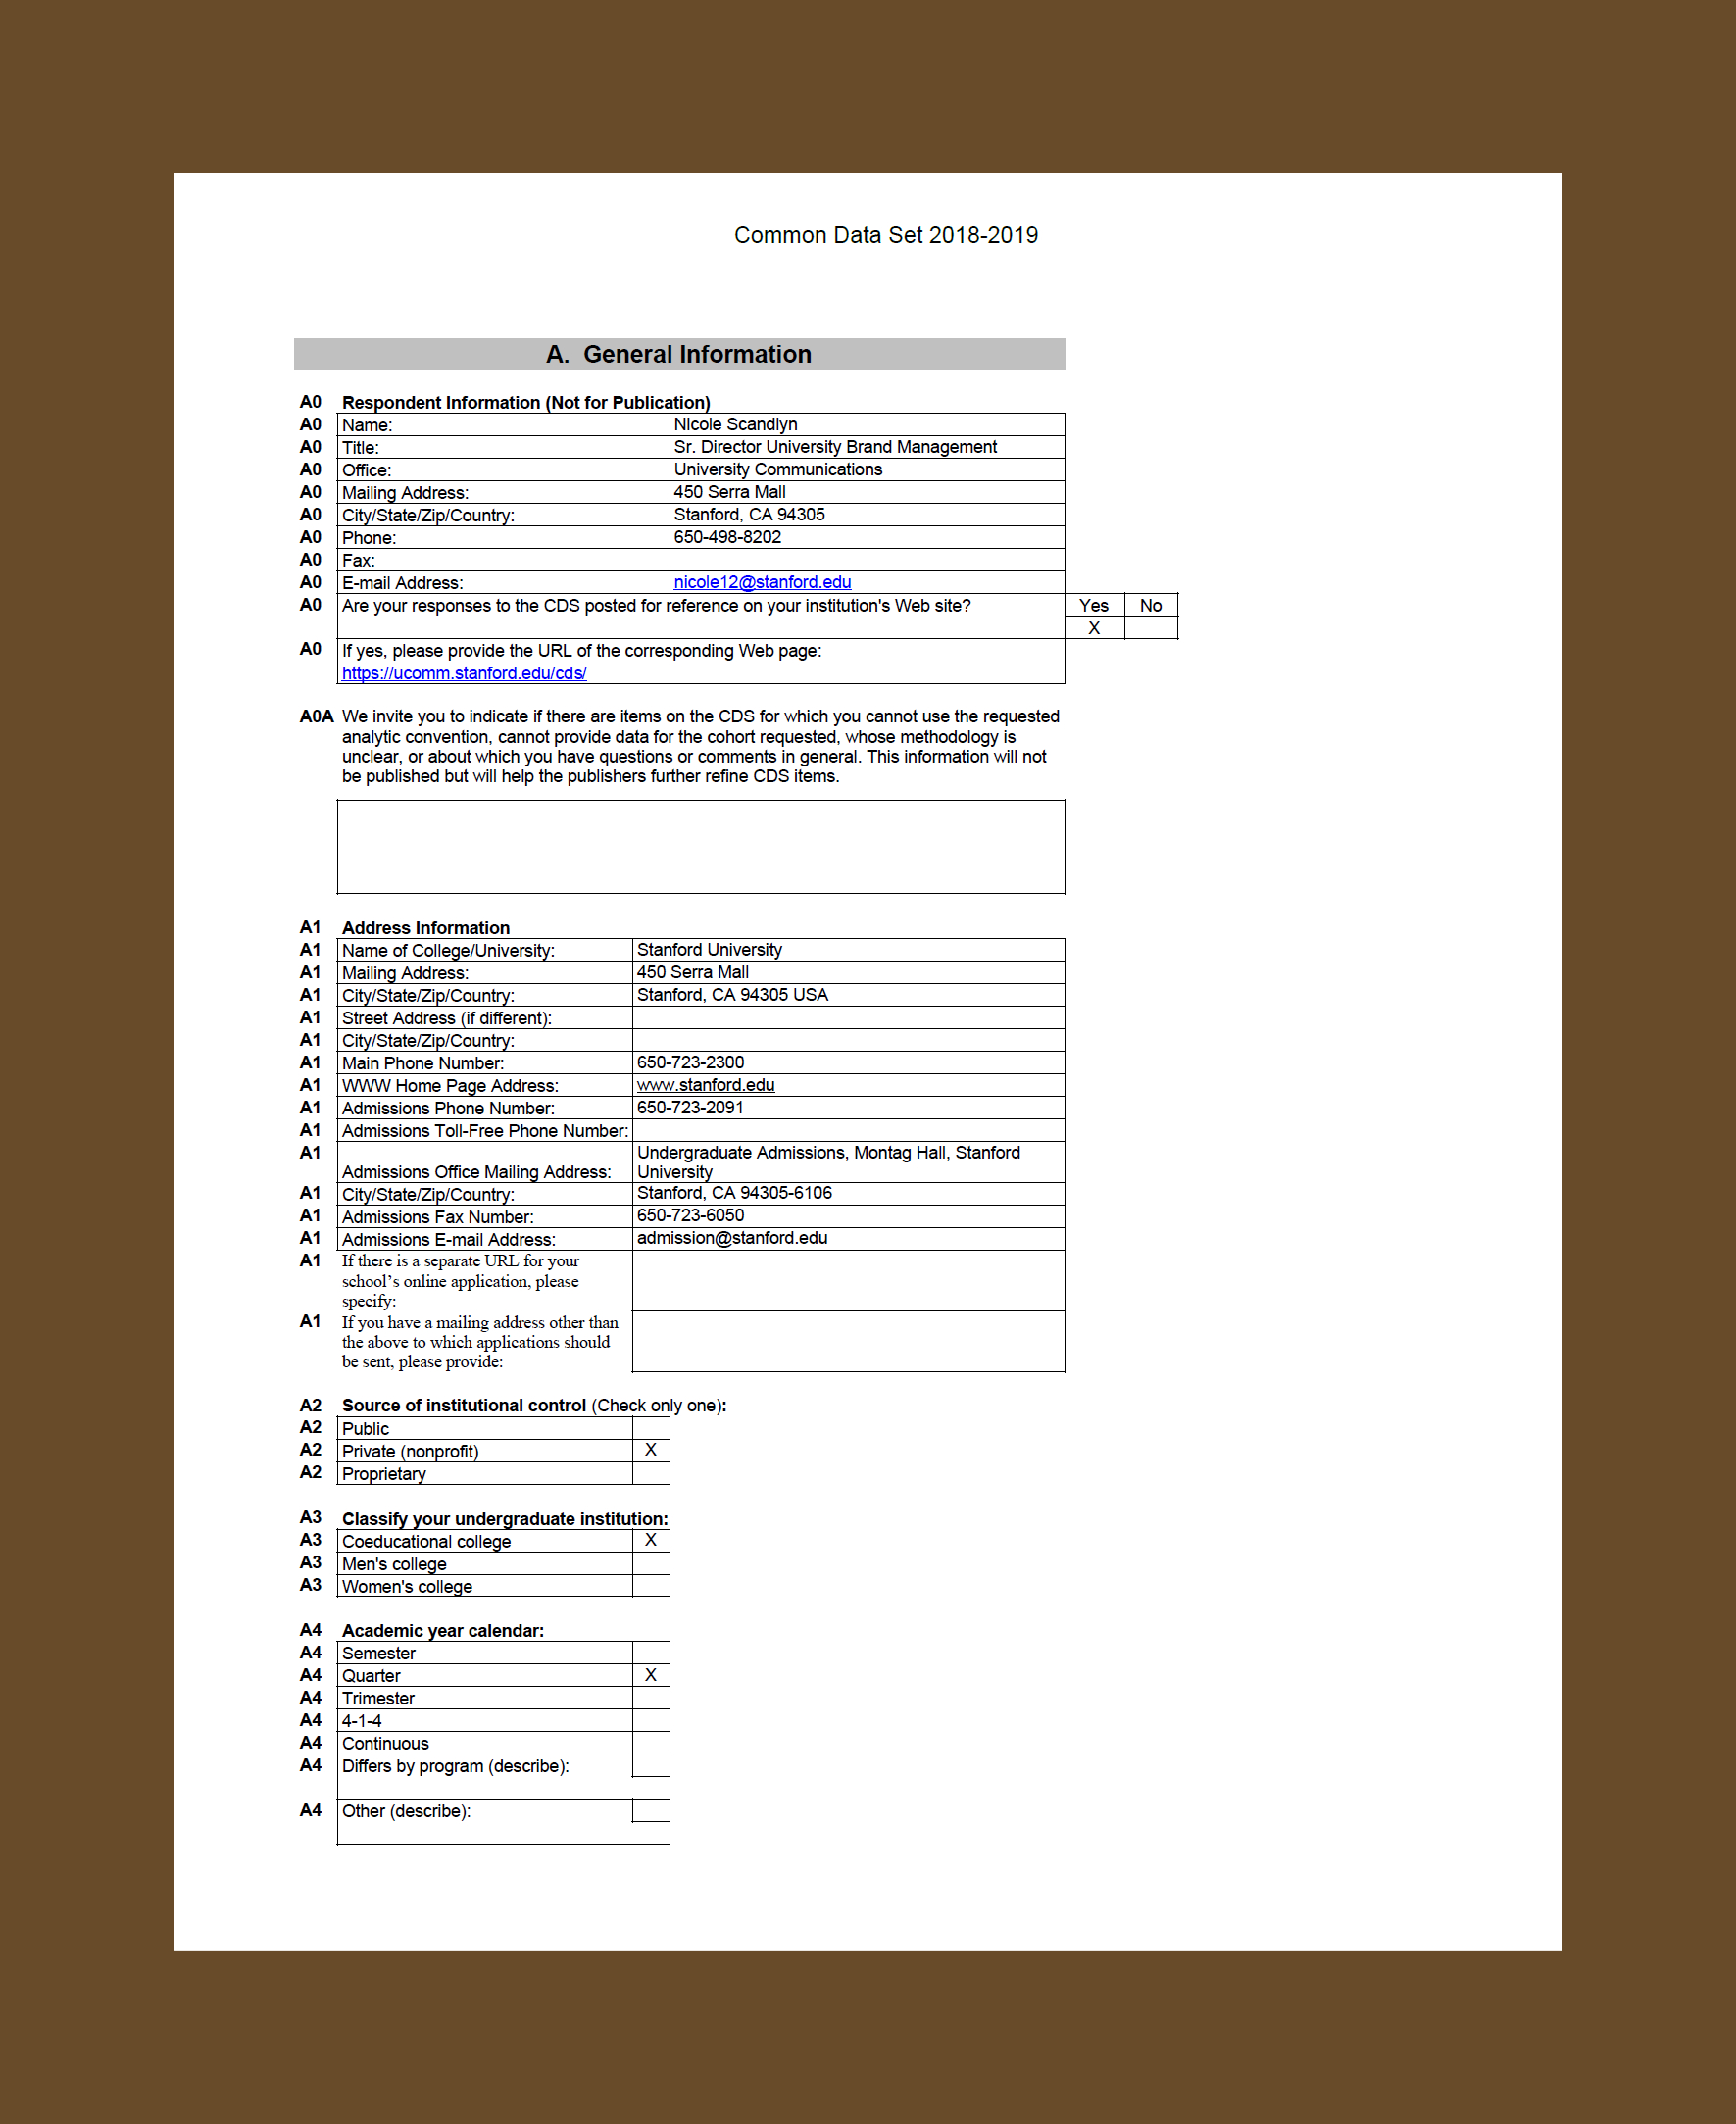 Common Data Set 2018-2019
A. General Information
A0 Respondent Information (Not for Publication)
A0 Name: Nicole Scandlyn
A0 Title: Sr. Director University Brand Management
A0 Office: University Communications
A0 Mailing Address: 450 Serra Mall
A0 City/State/Zip/Country: Stanford, CA 94305
A0 Phone: 650-498-8202
A0 Fax:
A0 E-mail Address: nicole12@stanford.edu
A0 Are your responses to the CDS posted for reference on your institution's Web site? Yes No
X
A0 If yes, please provide the URL of the corresponding Web page:
https://ucomm.stanford.edu/cds/
A0A We invite you to indicate if there are items on the CDS for which you cannot use the requested
analytic convention, cannot provide data for the cohort requested, whose methodology is
unclear, or about which you have questions or comments in general. This information will not
be published but will help the publishers further refine CDS items.
A1 Address Information
A1 Name of College/University: Stanford University
A1 Mailing Address: 450 Serra Mall
A1 City/State/Zip/Country: Stanford, CA 94305 USA
A1 Street Address (if different):
A1 City/State/Zip/Country:
A1 Main Phone Number: 650-723-2300
A1 WWW Home Page Address: www.stanford.edu
A1 Admissions Phone Number: 650-723-2091
A1 Admissions Toll-Free Phone Number:
A1 Undergraduate Admissions, Montag Hall, Stanford
Admissions Office Mailing Address: University
A1 City/State/Zip/Country: Stanford, CA 94305-6106
A1 Admissions Fax Number: 650-723-6050
A1 Admissions E-mail Address: admission@stanford.edu
A1 If there is a separate URL for your
school’s online application, please
specify:
A1 If you have a mailing address other than
the above to which applications should
be sent, please provide:
A2 Source of institutional control (Check only one):
A2 Public
A2 Private (nonprofit) X
A2 Proprietary
A3 Classify your undergraduate institution:
A3 Coeducational college X
A3 Men's college
A3 Women's college
A4 Academic year calendar:
A4 Semester
A4 Quarter X
A4 Trimester
A4 4-1-4
A4 Continuous
A4 Differs by program (describe):
A4 Other (describe):